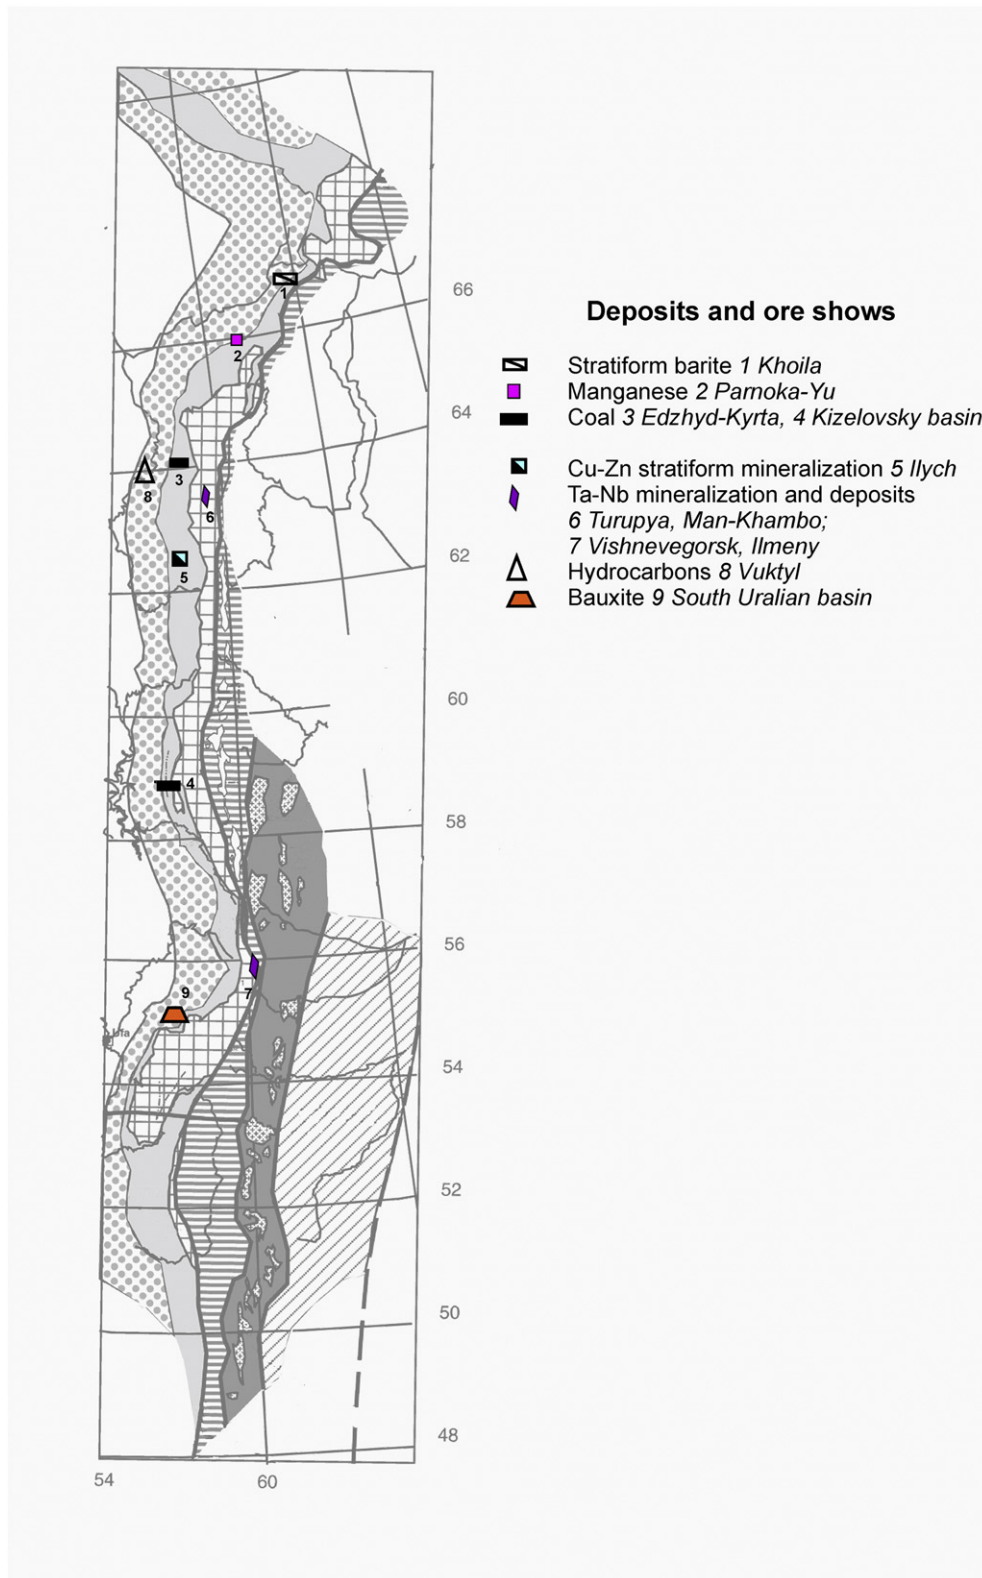 Deposits and ore shows
Stratiform barite 1 Khoila
Manganese 2 Parnoka-Yu
Coal 3 Edzhyd-Kyrta, 4 Kizelovsky basin
Cu-Zn stratiform mineralization 5 Ilych
Ta-Nb mineralization and deposits
6 Turupya, Man-Khambo;
7 Vishnevegorsk, Ilmeny
Hydrocarbons 8 Vuktyl
Bauxite 9 South Uralian basin
1
2
3
8
6
5
4
7
9
Ufa
66
64
62
60
58
56
54
52
50
48
54
60